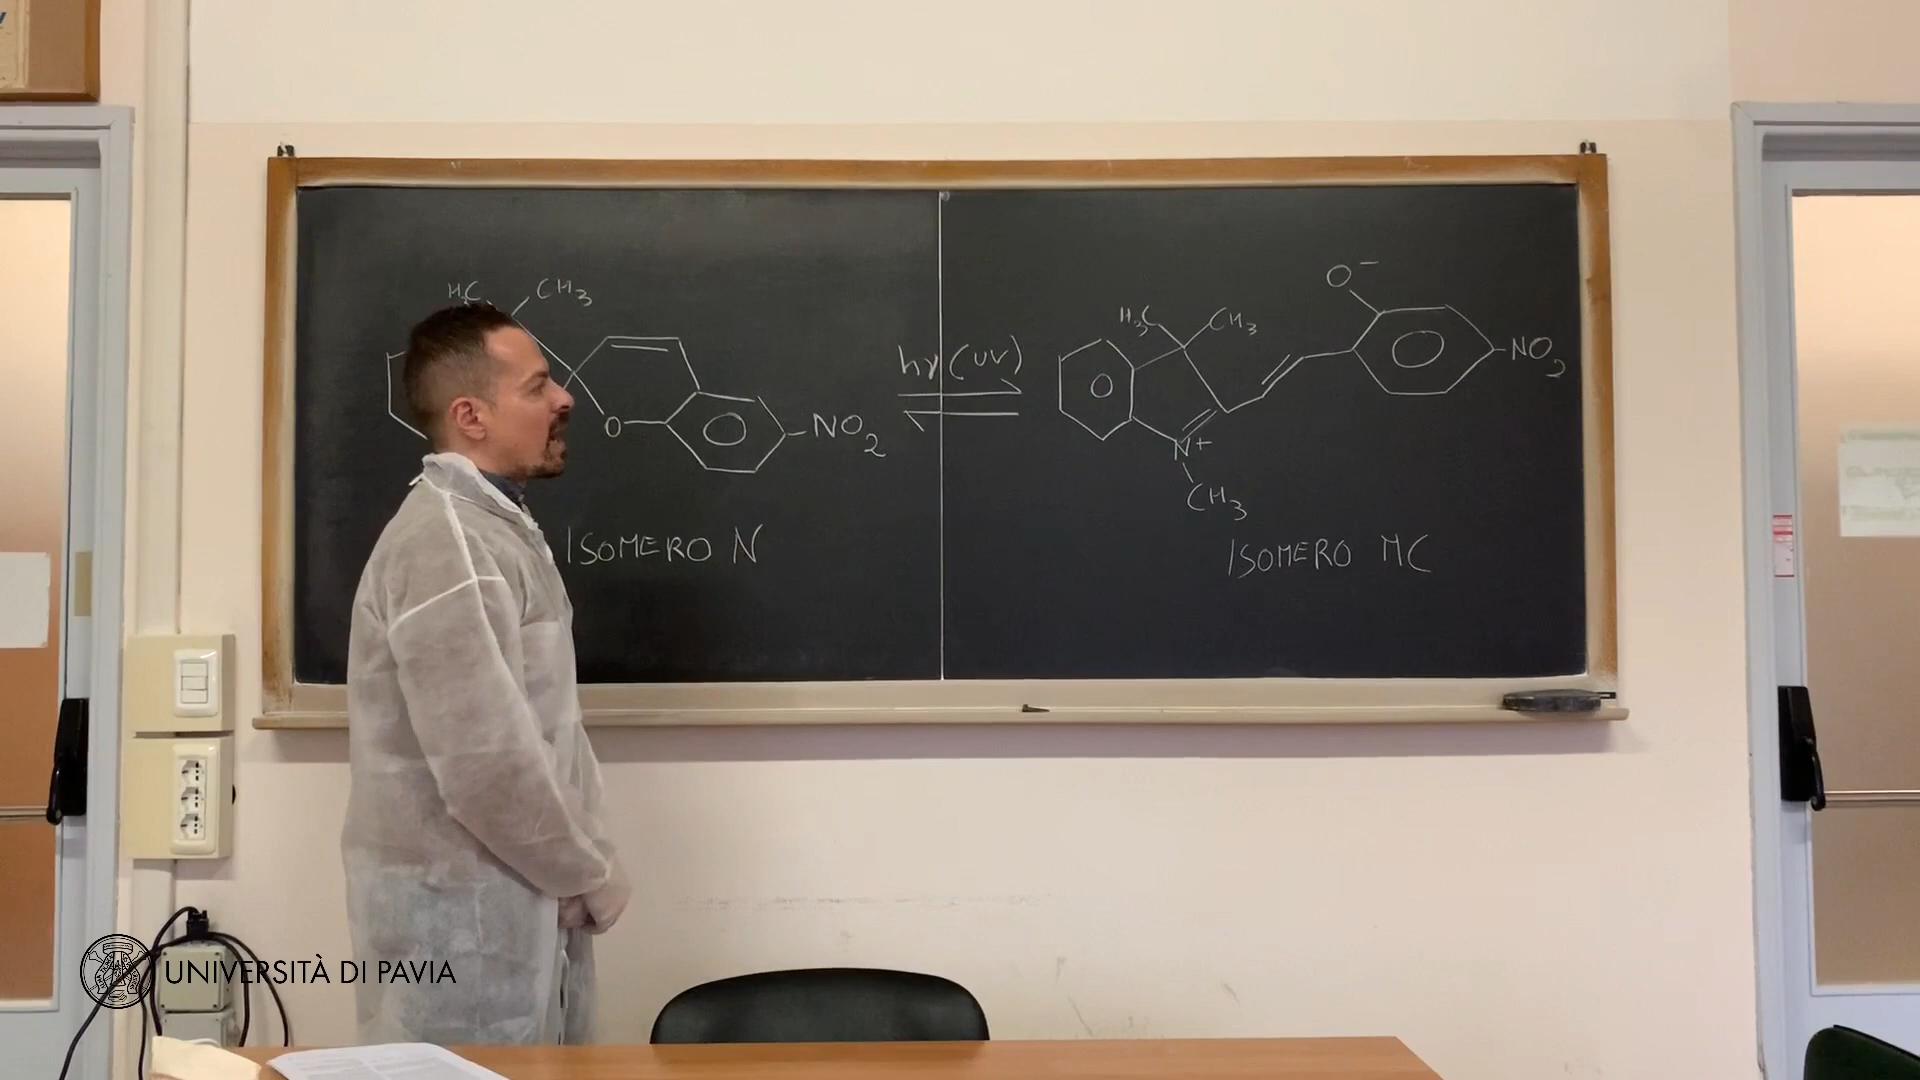 H₃C CH₃
O
NO₂
ISOMERO N
hν (UV)
H₃C CH₃
O⁻
NO₂
N⁺
CH₃
ISOMERO MC
UNIVERSITÀ DI PAVIA